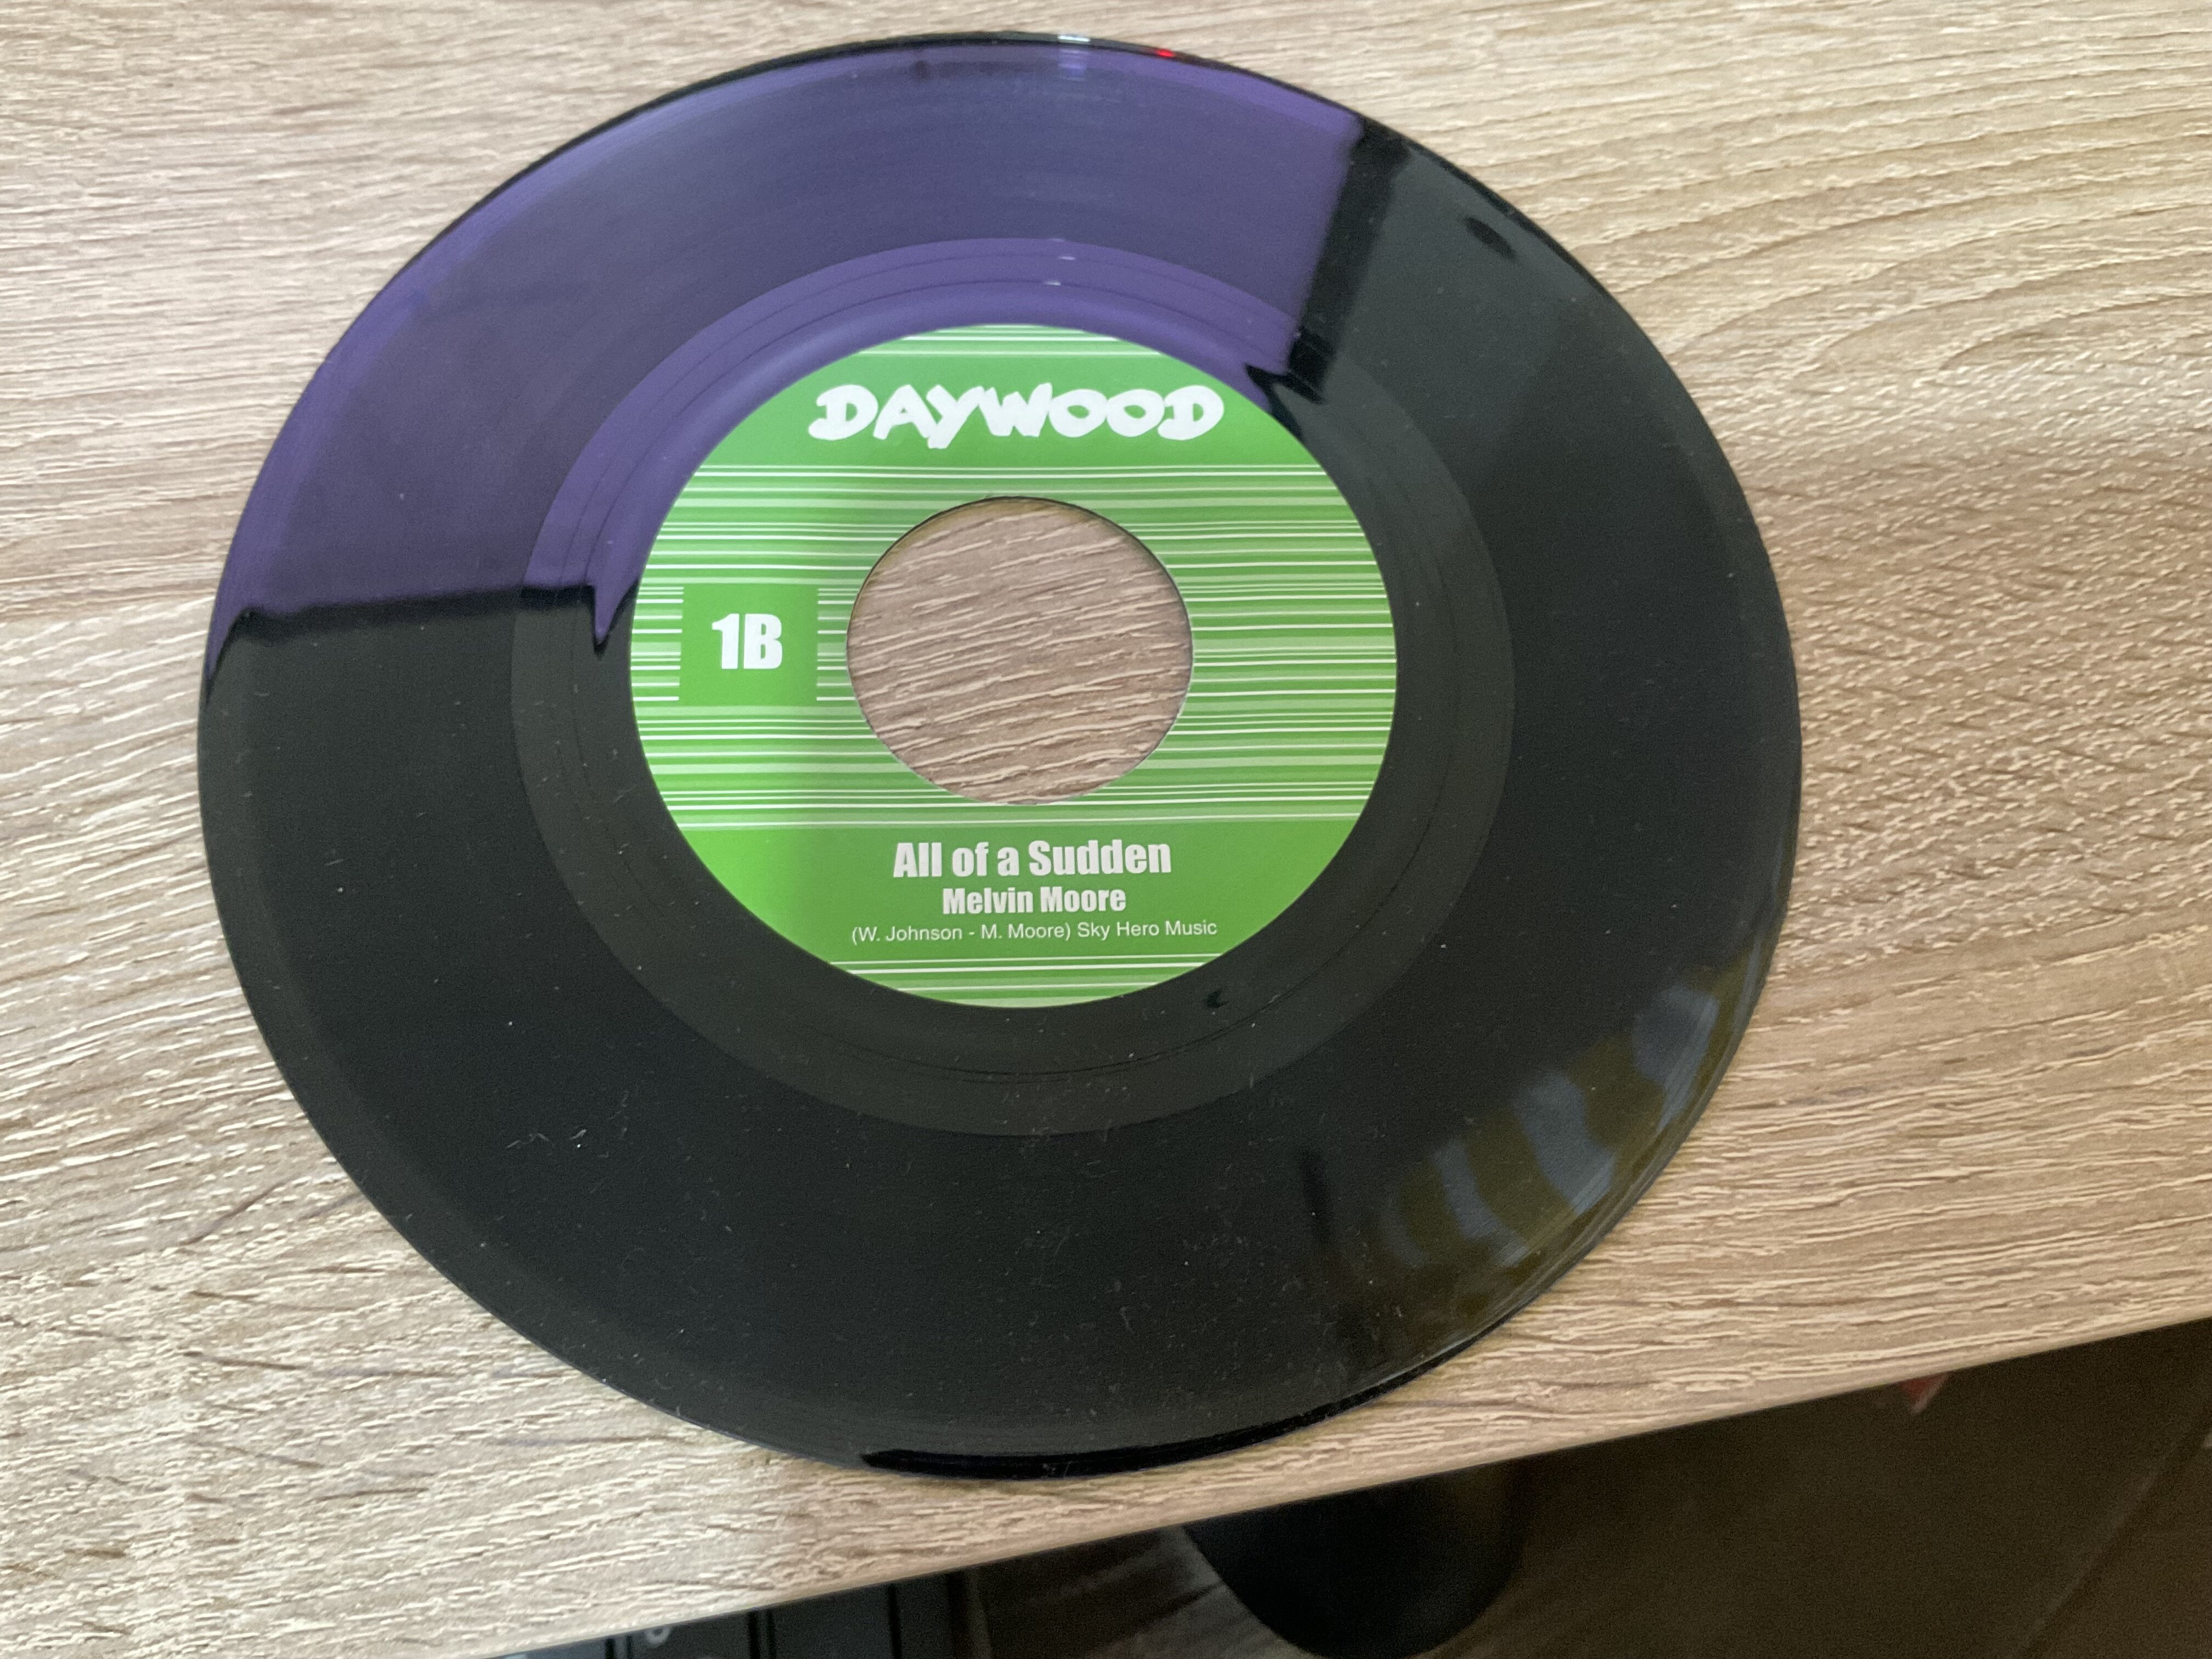 DAYWOOD
1B
All of a Sudden
Melvin Moore
(W. Johnson - M. Moore) Sky Hero Music